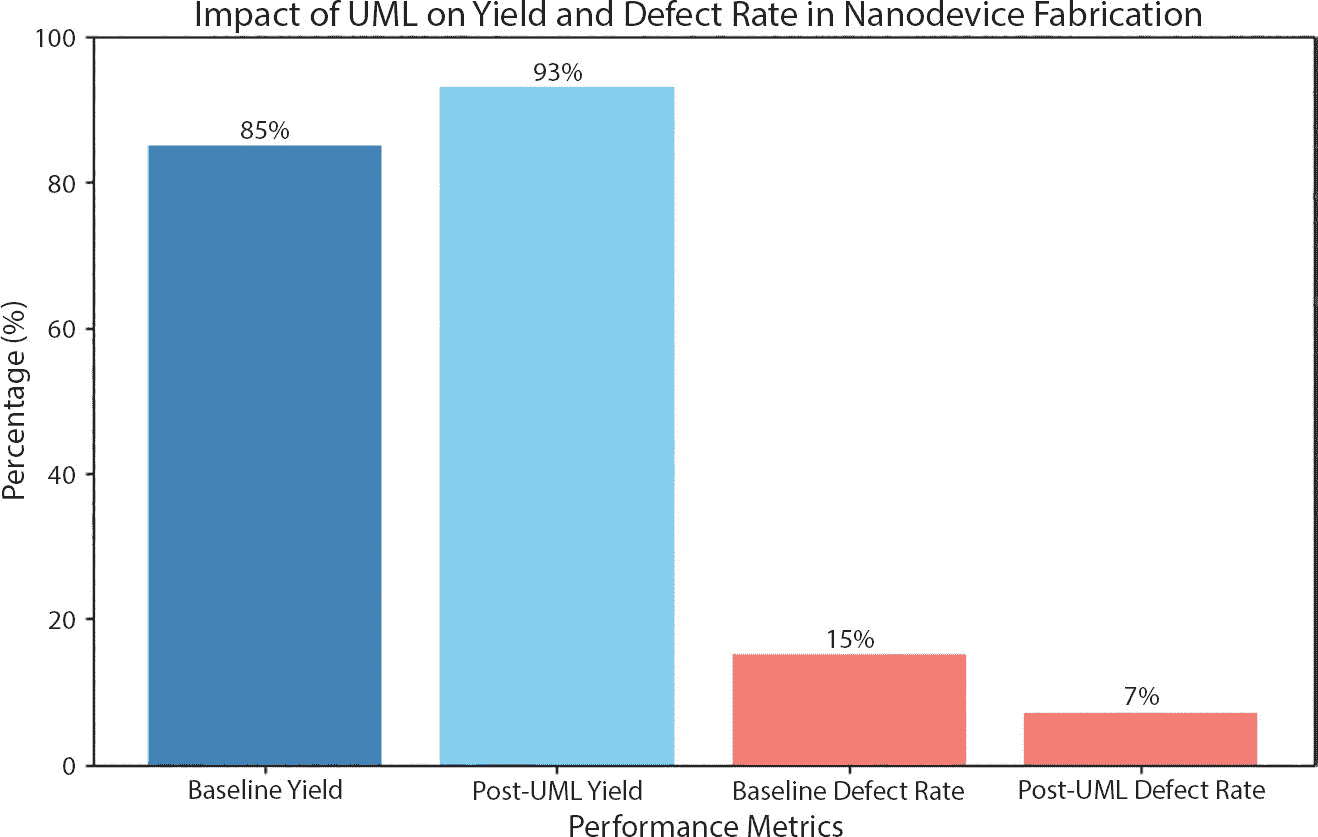 Impact of UML on Yield and Defect Rate in Nanodevice Fabrication
100
80
60
40
20
0
Percentage (%)
85%
93%
15%
7%
Baseline Yield
Post-UML Yield
Baseline Defect Rate
Post-UML Defect Rate
Performance Metrics